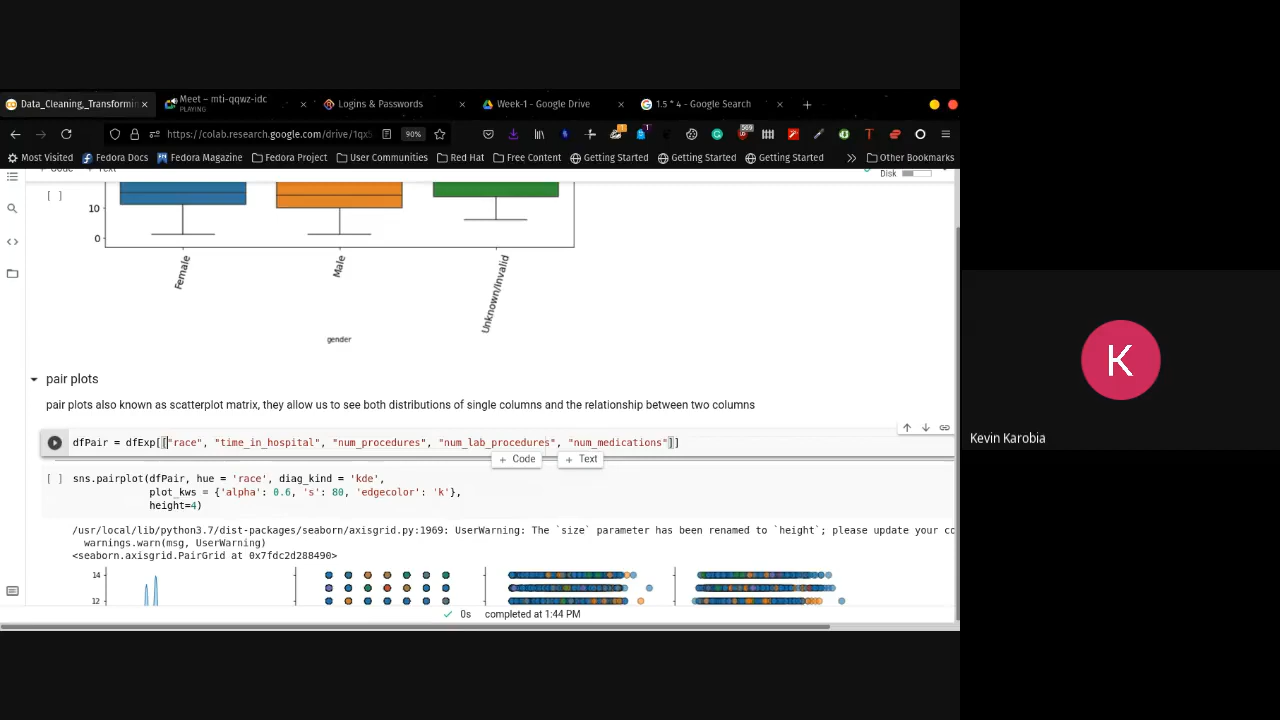 Data_Cleaning,_Transformin
Meet – mti-qqwz-idc
PLAYING
Logins & Passwords
Week-1 - Google Drive
1.5 * 4 - Google Search
https://colab.research.google.com/drive/1qx
90%
569
Most Visited
Fedora Docs
Fedora Magazine
Fedora Project
User Communities
Red Hat
Free Content
Getting Started
Getting Started
Getting Started
Other Bookmarks
+ Code + Text
Disk
[ ]
10
0
Female
Male
Unknown/Invalid
gender
pair plots
pair plots also known as scatterplot matrix, they allow us to see both distributions of single columns and the relationship between two columns
dfPair = dfExp[["race", "time_in_hospital", "num_procedures", "num_lab_procedures", "num_medications"]]
+ Code + Text
[ ] sns.pairplot(dfPair, hue = 'race', diag_kind = 'kde',
plot_kws = {'alpha': 0.6, 's': 80, 'edgecolor': 'k'},
height=4)
/usr/local/lib/python3.7/dist-packages/seaborn/axisgrid.py:1969: UserWarning: The `size` parameter has been renamed to `height`; please update your co
warnings.warn(msg, UserWarning)
<seaborn.axisgrid.PairGrid at 0x7fdc2d288490>
14
12
0s completed at 1:44 PM
K
Kevin Karobia